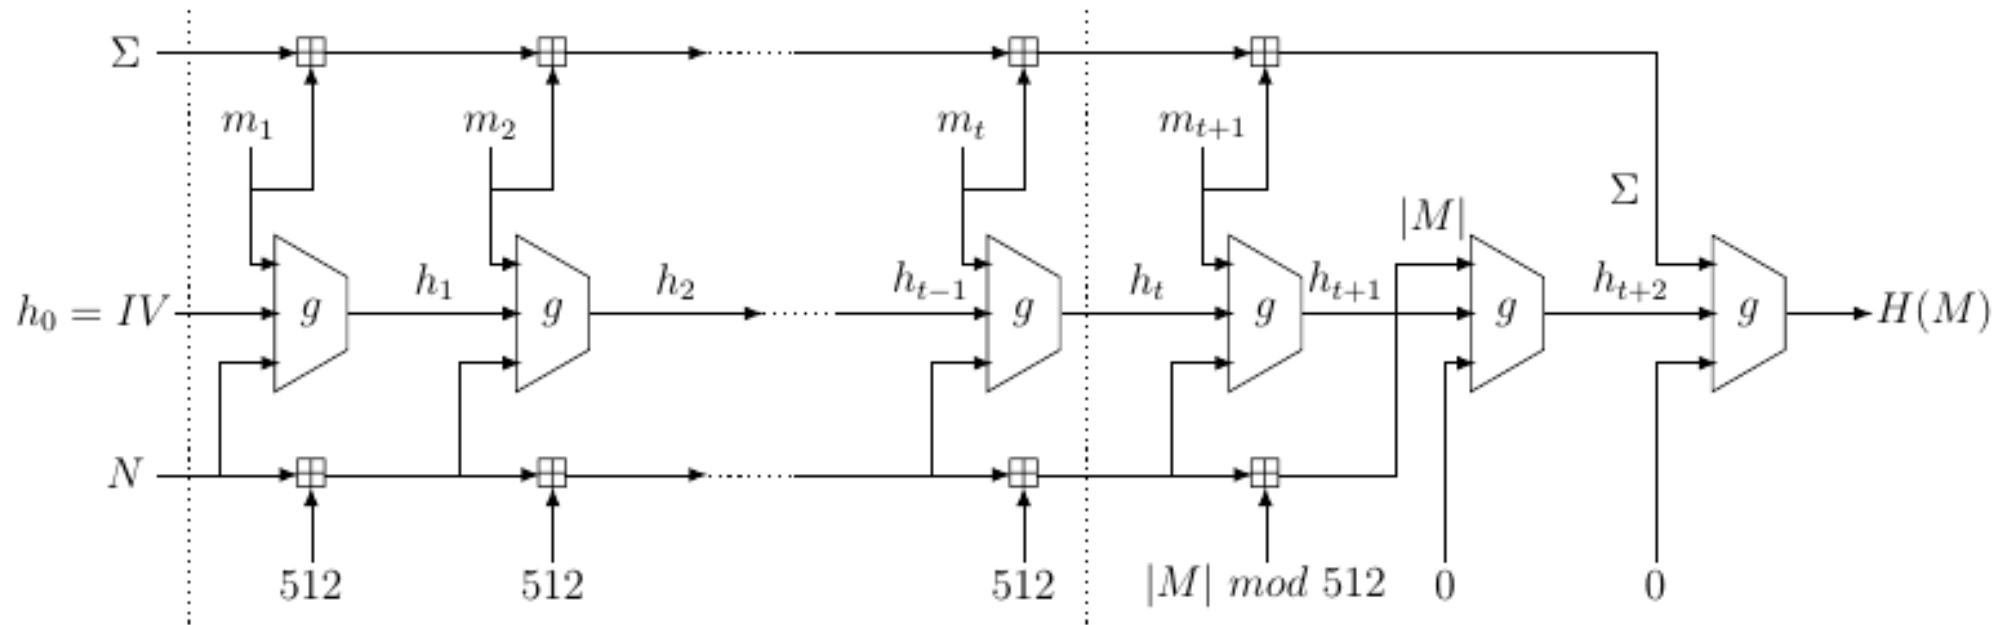 Σ
m₁ m₂ mₜ mₜ₊₁
Σ
|M|
h₀ = IV g h₁ g h₂ hₜ₋₁ g hₜ g hₜ₊₁ g hₜ₊₂ g H(M)
N
512 512 512 |M| mod 512 0 0